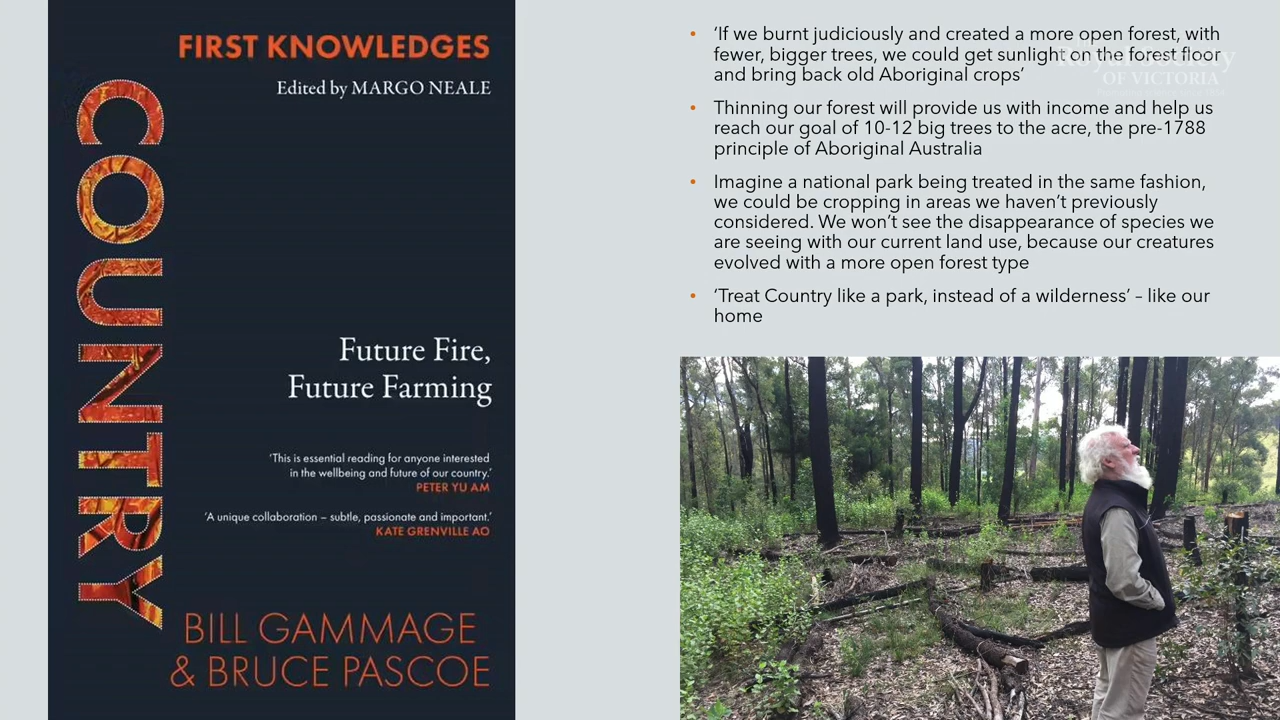 FIRST KNOWLEDGES
Edited by MARGO NEALE
COUNTRY
Future Fire,
Future Farming
‘This is essential reading for anyone interested
in the wellbeing and future of our country.’
PETER YU AM
‘A unique collaboration – subtle, passionate and important.’
KATE GRENVILLE AO
BILL GAMMAGE
& BRUCE PASCOE
• ‘If we burnt judiciously and created a more open forest, with
fewer, bigger trees, we could get sunlight on the forest floor
and bring back old Aboriginal crops’
• Thinning our forest will provide us with income and help us
reach our goal of 10-12 big trees to the acre, the pre-1788
principle of Aboriginal Australia
• Imagine a national park being treated in the same fashion,
we could be cropping in areas we haven’t previously
considered. We won’t see the disappearance of species we
are seeing with our current land use, because our creatures
evolved with a more open forest type
• ‘Treat Country like a park, instead of a wilderness’ – like our
home
Royal Society
OF VICTORIA